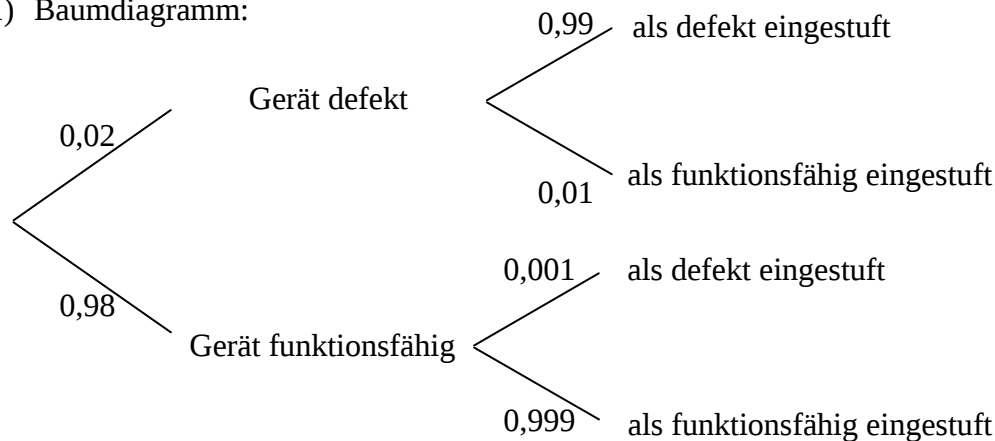 ) Baumdiagramm:
0,99 als defekt eingestuft
Gerät defekt
0,02
0,01 als funktionsfähig eingestuft
0,001 als defekt eingestuft
0,98
Gerät funktionsfähig
0,999 als funktionsfähig eingestuft